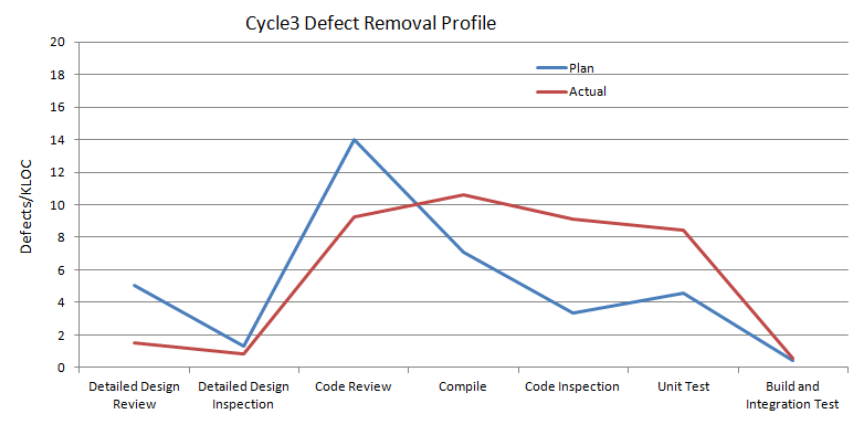 Cycle3 Defect Removal Profile
20
18
16
14
12
10
8
6
4
2
0
Defects/KLOC
Plan
Actual
Detailed Design
Review
Detailed Design
Inspection
Code Review
Compile
Code Inspection
Unit Test
Build and
Integration Test